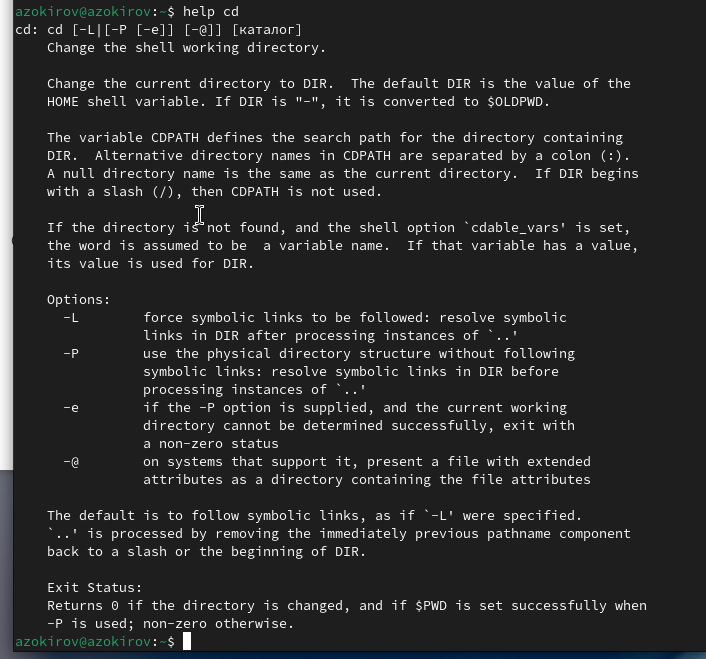 azokirov@azokirov:~$ help cd
cd: cd [-L|[-P [-e]] [-@]] [каталог]
    Change the shell working directory.

    Change the current directory to DIR.  The default DIR is the value of the
    HOME shell variable. If DIR is "-", it is converted to $OLDPWD.

    The variable CDPATH defines the search path for the directory containing
    DIR.  Alternative directory names in CDPATH are separated by a colon (:).
    A null directory name is the same as the current directory.  If DIR begins
    with a slash (/), then CDPATH is not used.

    If the directory is not found, and the shell option `cdable_vars' is set,
    the word is assumed to be  a variable name.  If that variable has a value,
    its value is used for DIR.

    Options:
      -L        force symbolic links to be followed: resolve symbolic
                links in DIR after processing instances of `..'
      -P        use the physical directory structure without following
                symbolic links: resolve symbolic links in DIR before
                processing instances of `..'
      -e        if the -P option is supplied, and the current working
                directory cannot be determined successfully, exit with
                a non-zero status
      -@        on systems that support it, present a file with extended
                attributes as a directory containing the file attributes

    The default is to follow symbolic links, as if `-L' were specified.
    `..' is processed by removing the immediately previous pathname component
    back to a slash or the beginning of DIR.

    Exit Status:
    Returns 0 if the directory is changed, and if $PWD is set successfully when
    -P is used; non-zero otherwise.
azokirov@azokirov:~$